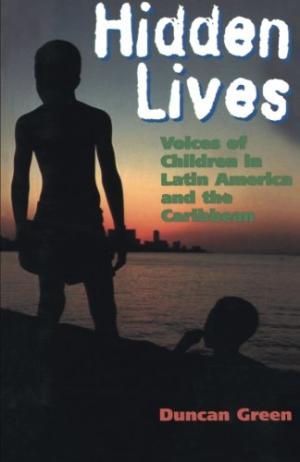 Hidden
Lives
Voices of
Children in
Latin America
and the
Caribbean
Duncan Green